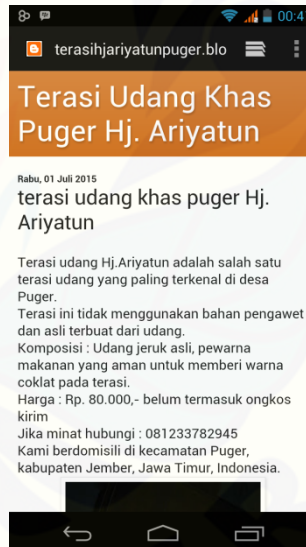 00:4
terasihjariyatunpuger.blo
Terasi Udang Khas
Puger Hj. Ariyatun
Rabu, 01 Juli 2015
terasi udang khas puger Hj.
Ariyatun
Terasi udang Hj.Ariyatun adalah salah satu
terasi udang yang paling terkenal di desa
Puger.
Terasi ini tidak menggunakan bahan pengawet
dan asli terbuat dari udang.
Komposisi : Udang jeruk asli, pewarna
makanan yang aman untuk memberi warna
coklat pada terasi.
Harga : Rp. 80.000,- belum termasuk ongkos
kirim
Jika minat hubungi : 081233782945
Kami berdomisili di kecamatan Puger,
kabupaten Jember, Jawa Timur, Indonesia.